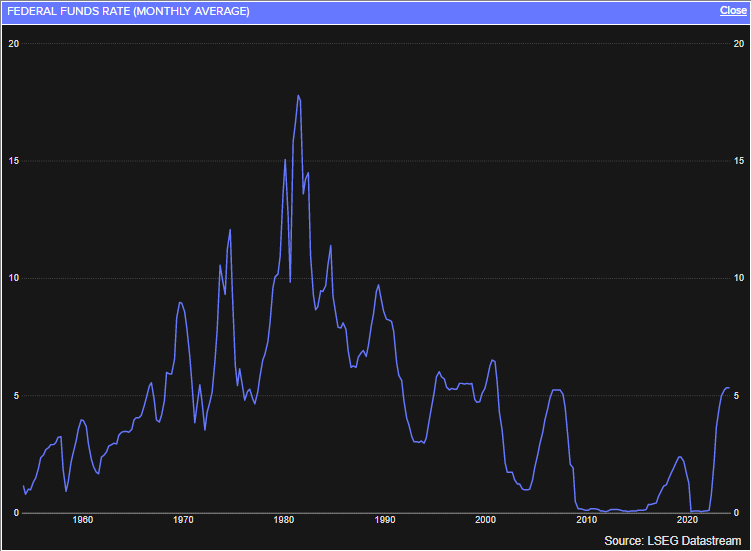 FEDERAL FUNDS RATE (MONTHLY AVERAGE) Close
20 20
15 15
10 10
5 5
0 0
1960 1970 1980 1990 2000 2010 2020
Source: LSEG Datastream